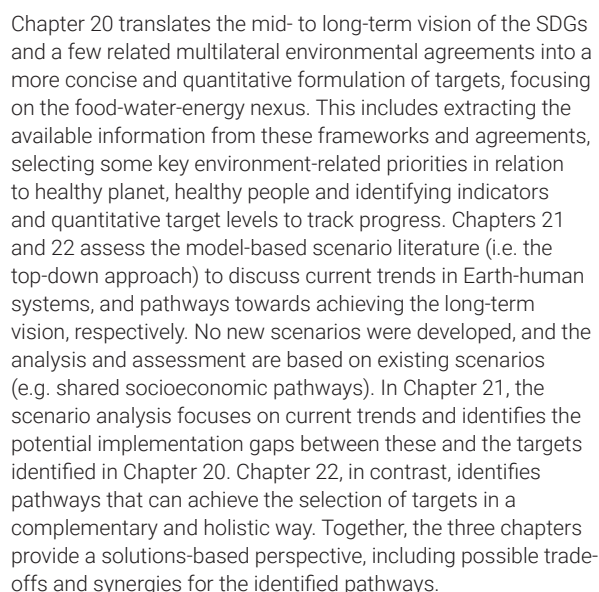 Chapter 20 translates the mid- to long-term vision of the SDGs
and a few related multilateral environmental agreements into a
more concise and quantitative formulation of targets, focusing
on the food-water-energy nexus. This includes extracting the
available information from these frameworks and agreements,
selecting some key environment-related priorities in relation
to healthy planet, healthy people and identifying indicators
and quantitative target levels to track progress. Chapters 21
and 22 assess the model-based scenario literature (i.e. the
top-down approach) to discuss current trends in Earth-human
systems, and pathways towards achieving the long-term
vision, respectively. No new scenarios were developed, and the
analysis and assessment are based on existing scenarios
(e.g. shared socioeconomic pathways). In Chapter 21, the
scenario analysis focuses on current trends and identifies the
potential implementation gaps between these and the targets
identified in Chapter 20. Chapter 22, in contrast, identifies
pathways that can achieve the selection of targets in a
complementary and holistic way. Together, the three chapters
provide a solutions-based perspective, including possible trade-
offs and synergies for the identified pathways.